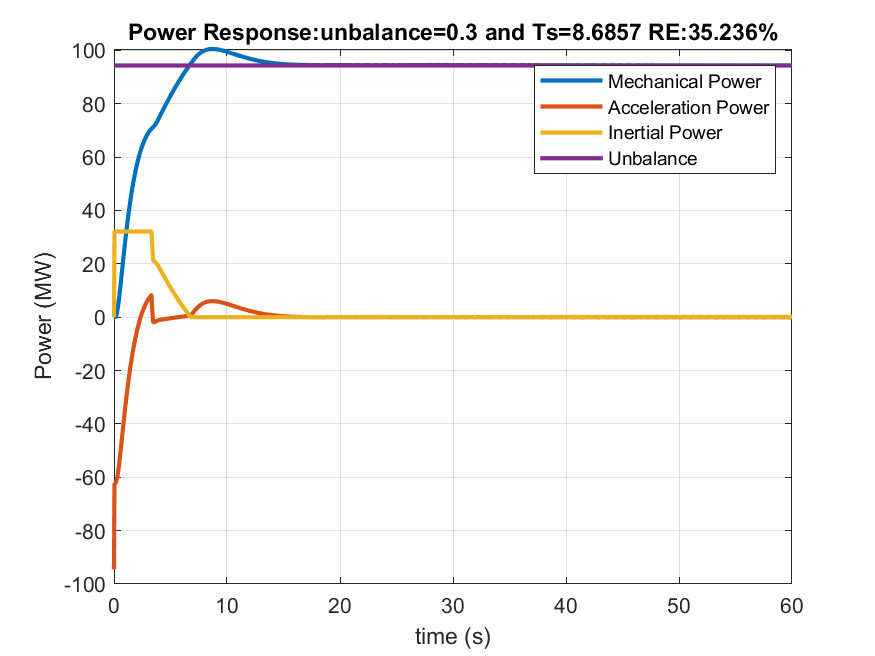 Power Response:unbalance=0.3 and Ts=8.6857 RE:35.236%
Power (MW)
100
80
60
40
20
0
-20
-40
-60
-80
-100
Mechanical Power
Acceleration Power
Inertial Power
Unbalance
0 10 20 30 40 50 60
time (s)